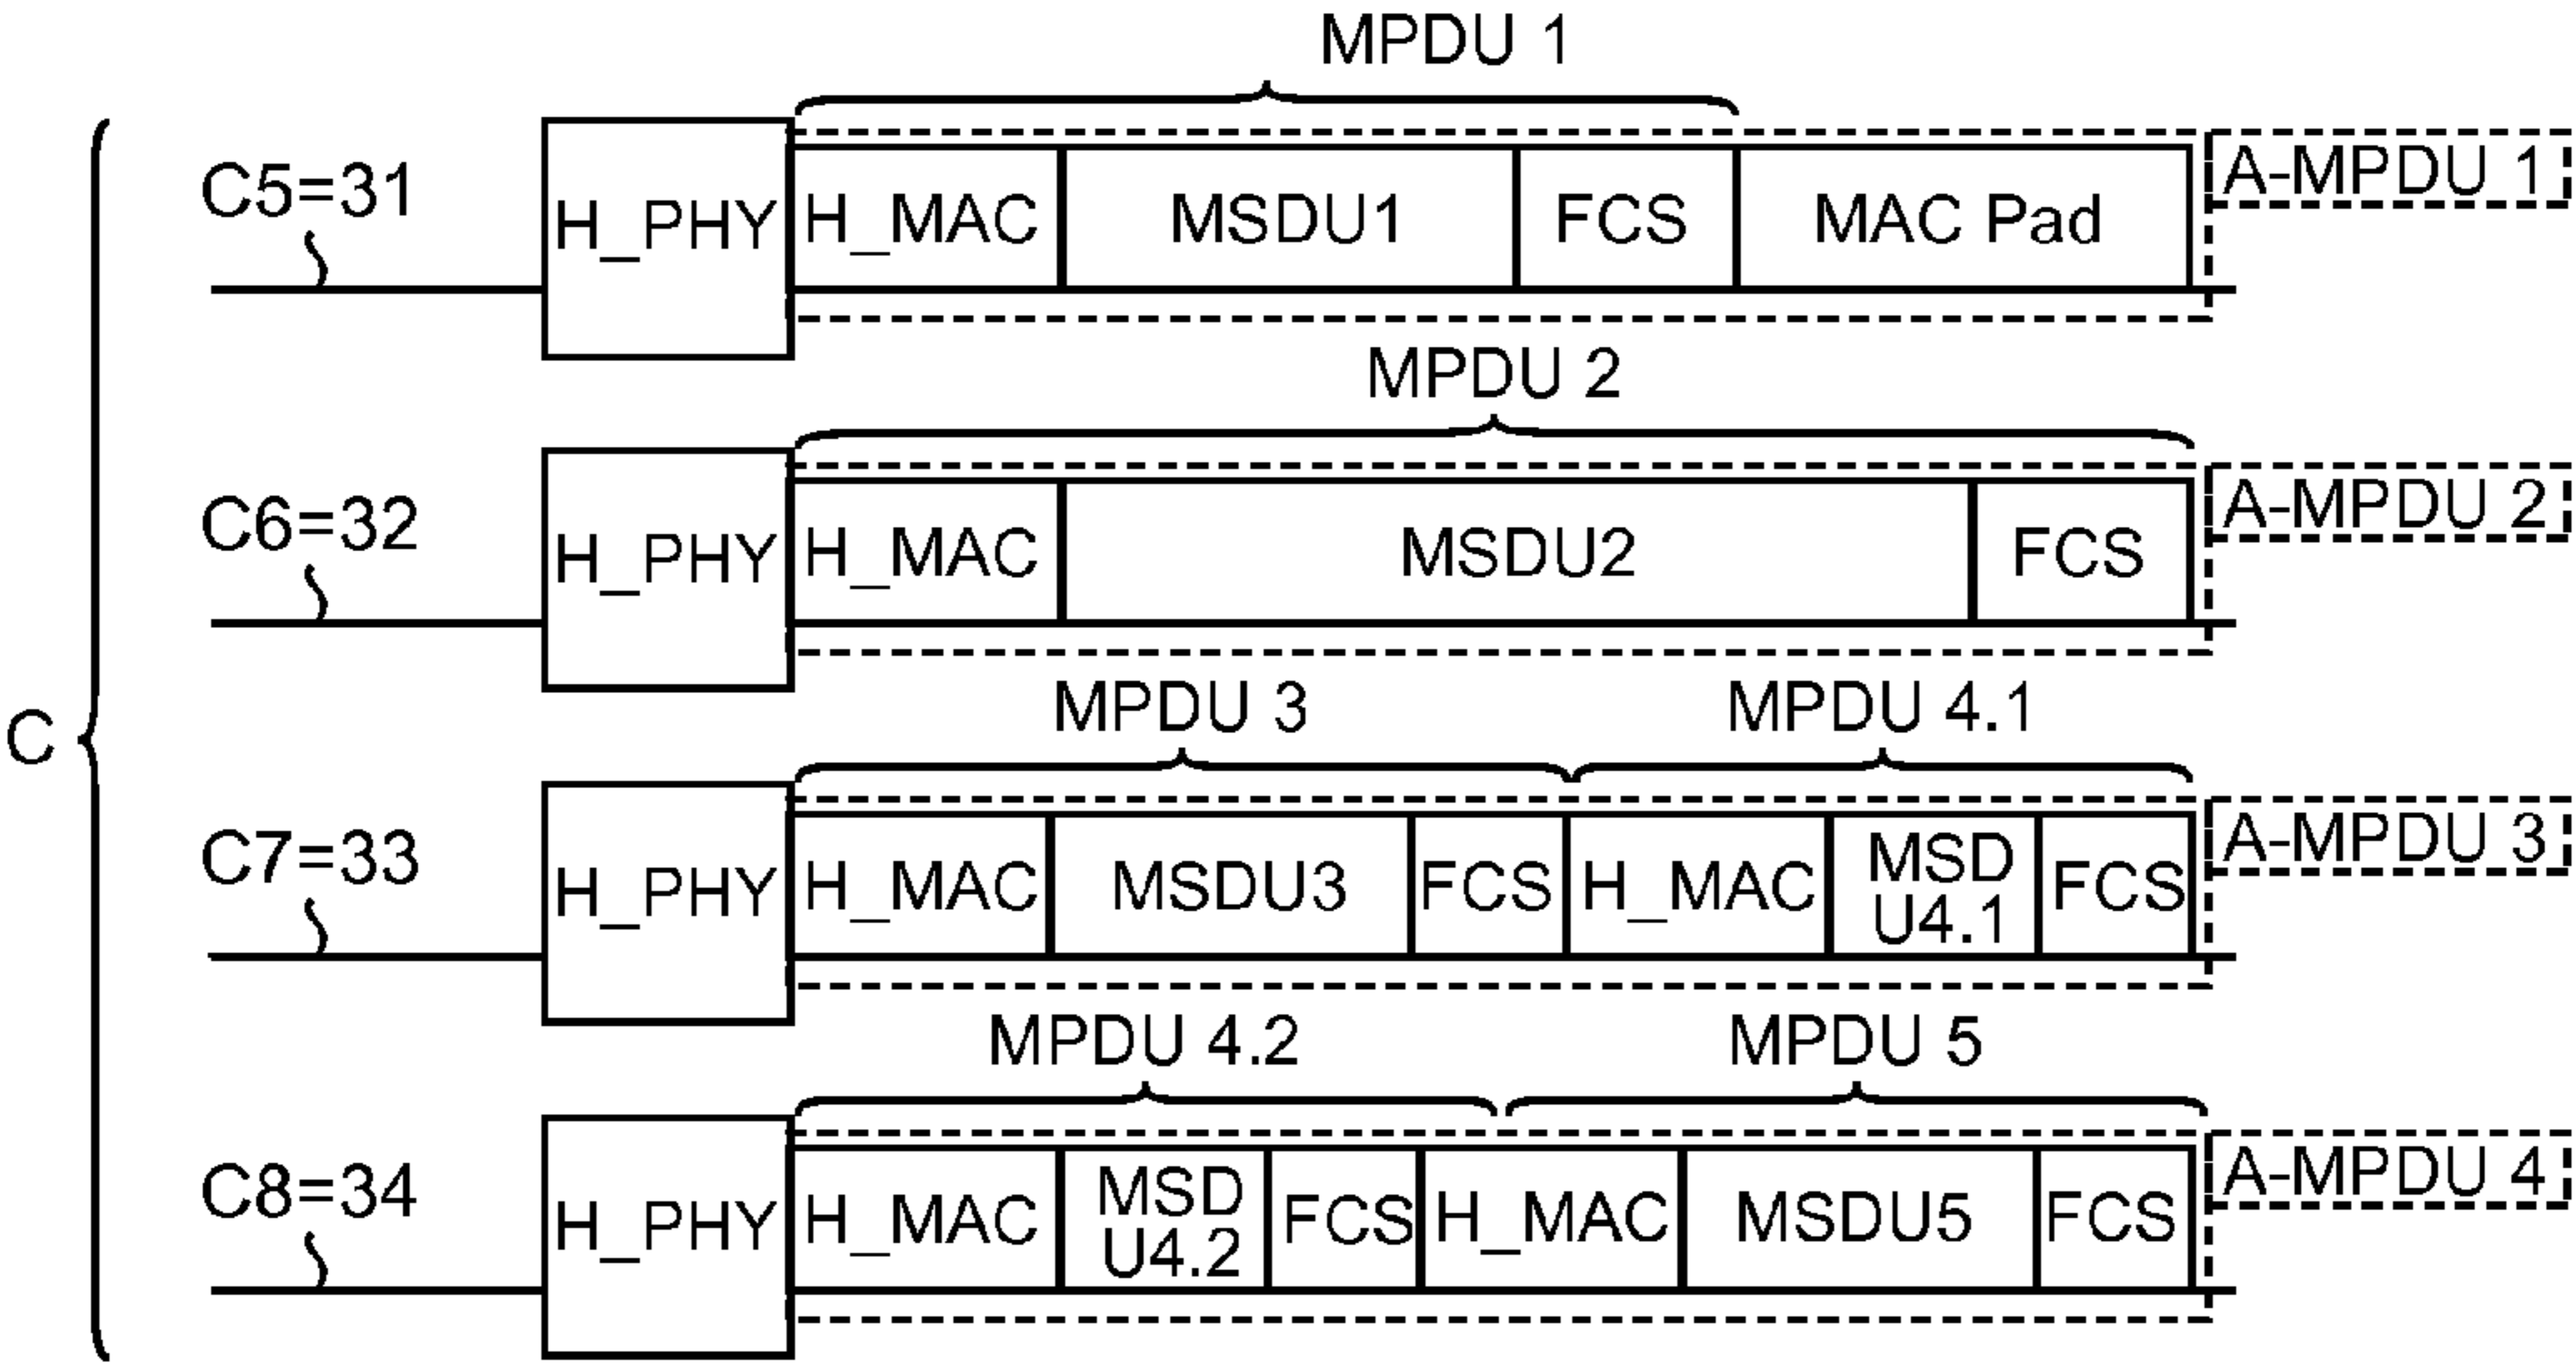 MPDU 1
C5=31
H_PHY
H_MAC
MSDU1
FCS
MAC Pad
A-MPDU 1
MPDU 2
C6=32
H_PHY
H_MAC
MSDU2
FCS
A-MPDU 2
C
MPDU 3
MPDU 4.1
C7=33
H_PHY
H_MAC
MSDU3
FCS
H_MAC
MSD
U4.1
FCS
A-MPDU 3
MPDU 4.2
MPDU 5
C8=34
H_PHY
H_MAC
MSD
U4.2
FCS
H_MAC
MSDU5
FCS
A-MPDU 4